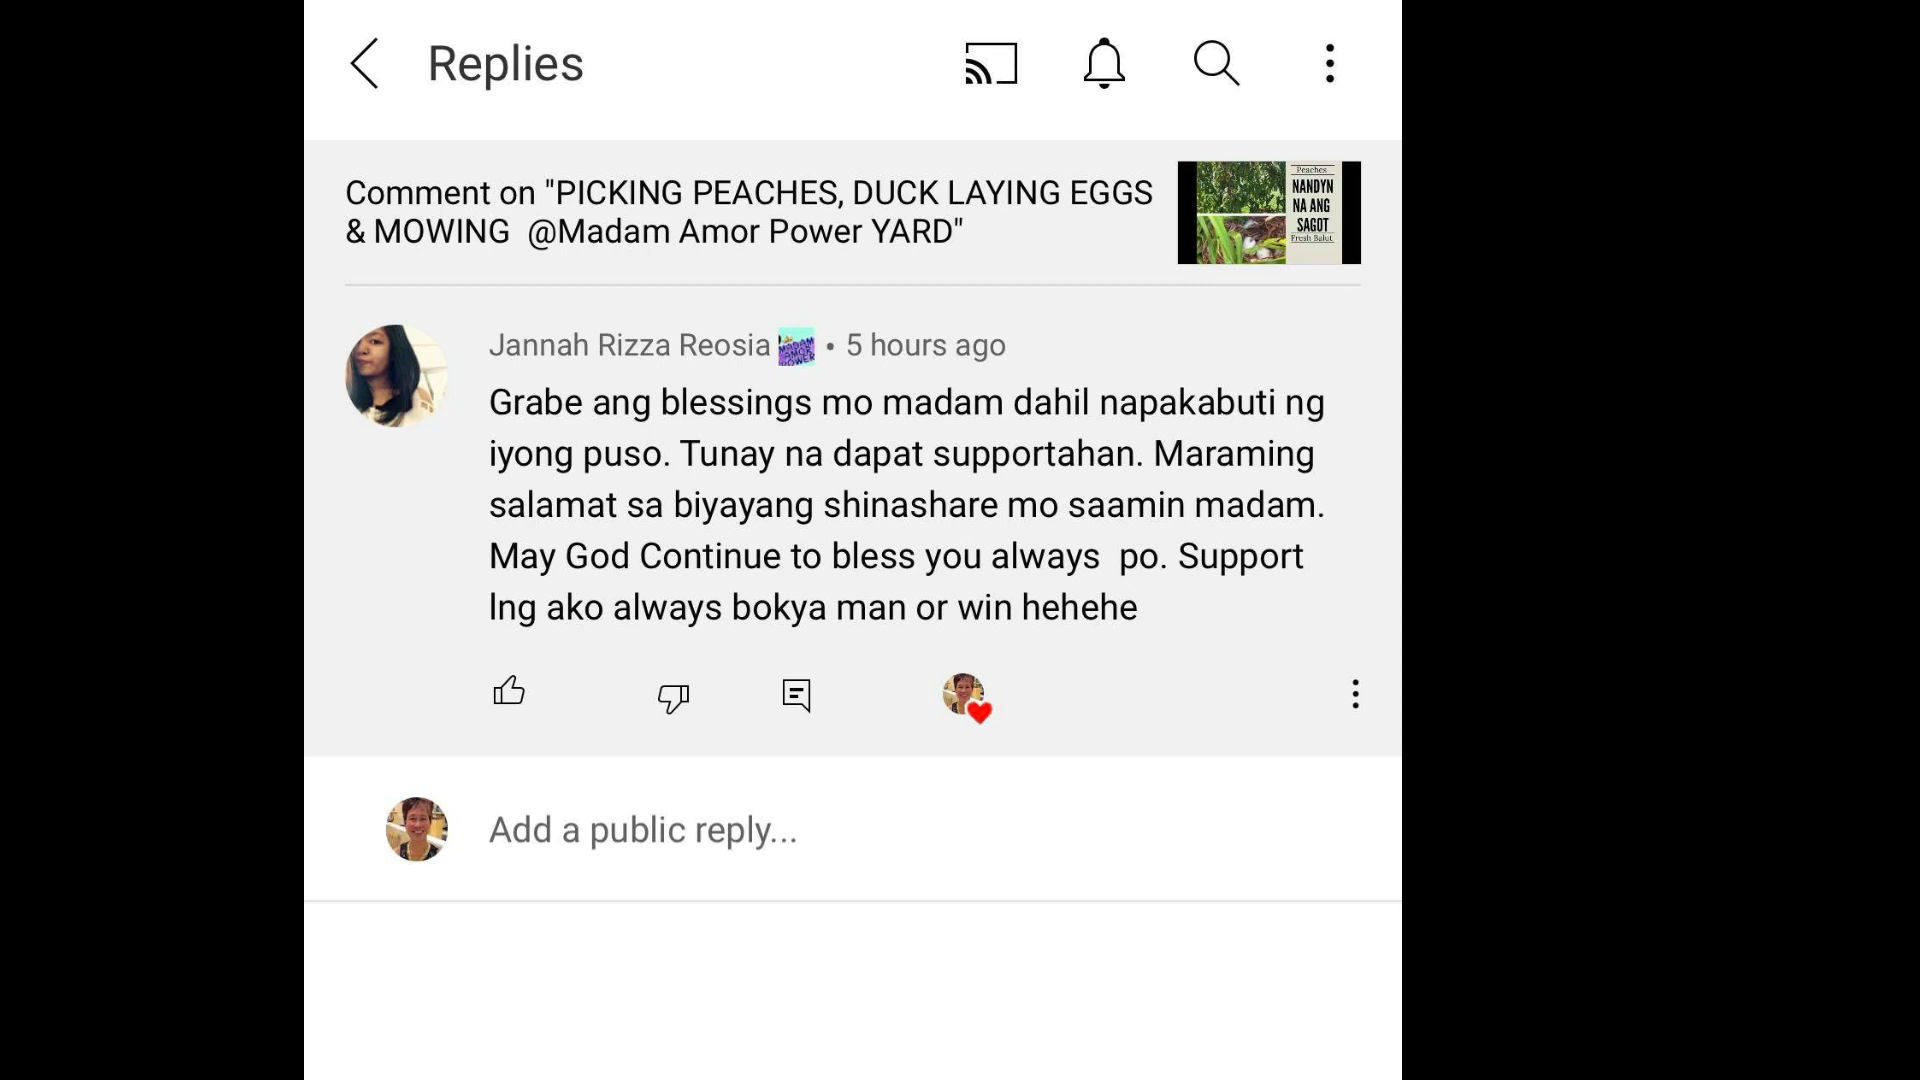 Replies
Comment on "PICKING PEACHES, DUCK LAYING EGGS
& MOWING @Madam Amor Power YARD"
Peaches
NANDYN
NA ANG
SAGOT
Fresh Balut
Jannah Rizza Reosia MADAM AMOR POWER • 5 hours ago
Grabe ang blessings mo madam dahil napakabuti ng
iyong puso. Tunay na dapat supportahan. Maraming
salamat sa biyayang shinashare mo saamin madam.
May God Continue to bless you always po. Support
lng ako always bokya man or win hehehe
Add a public reply...